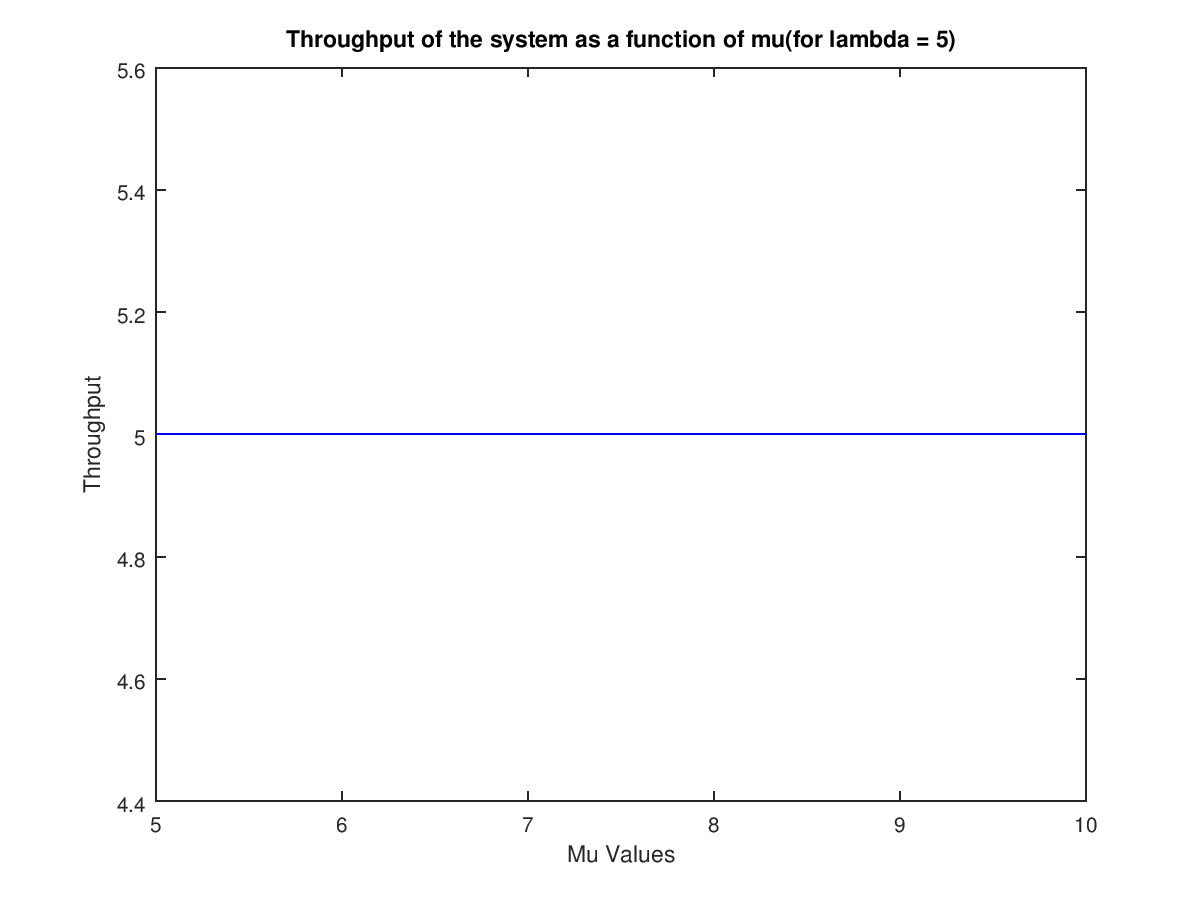 Throughput of the system as a function of mu(for lambda = 5)
5.6
5.4
5.2
5
4.8
4.6
4.4
Throughput
5 6 7 8 9 10
Mu Values